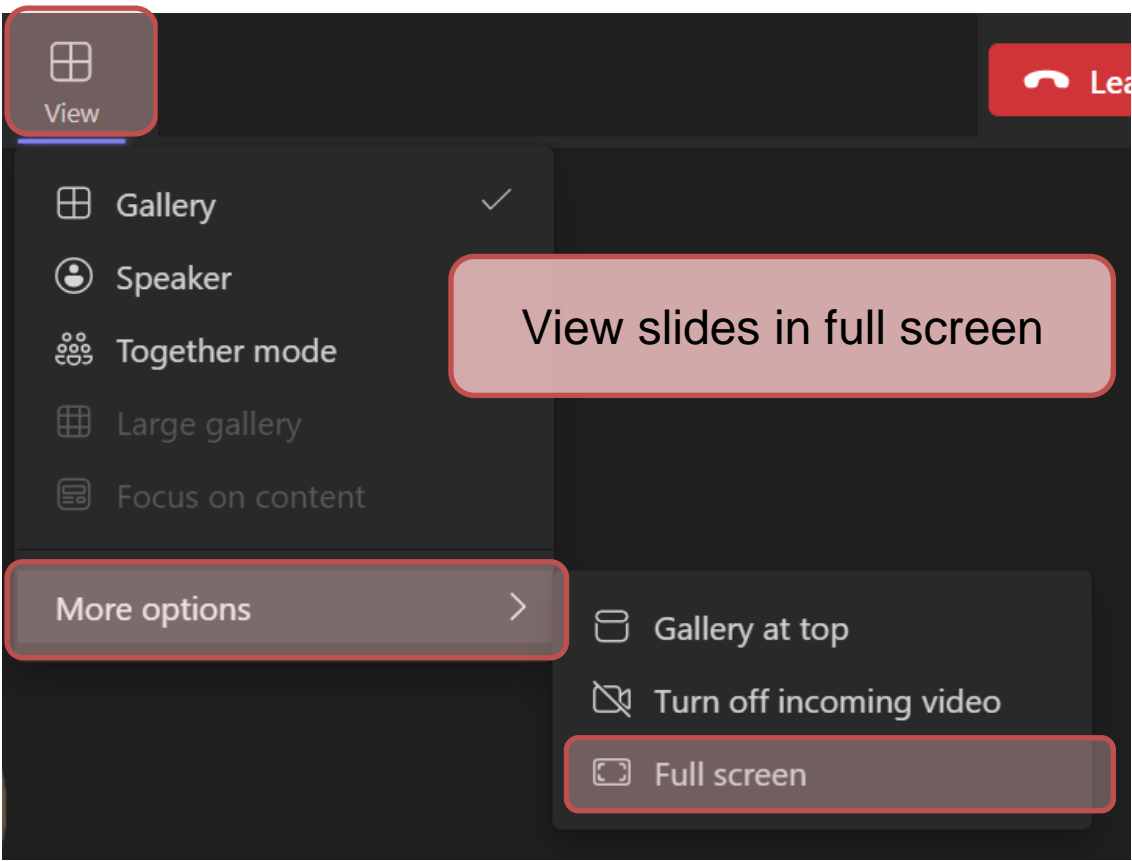 View
Lea
Gallery
Speaker
View slides in full screen
Together mode
Large gallery
Focus on content
More options
Gallery at top
Turn off incoming video
Full screen